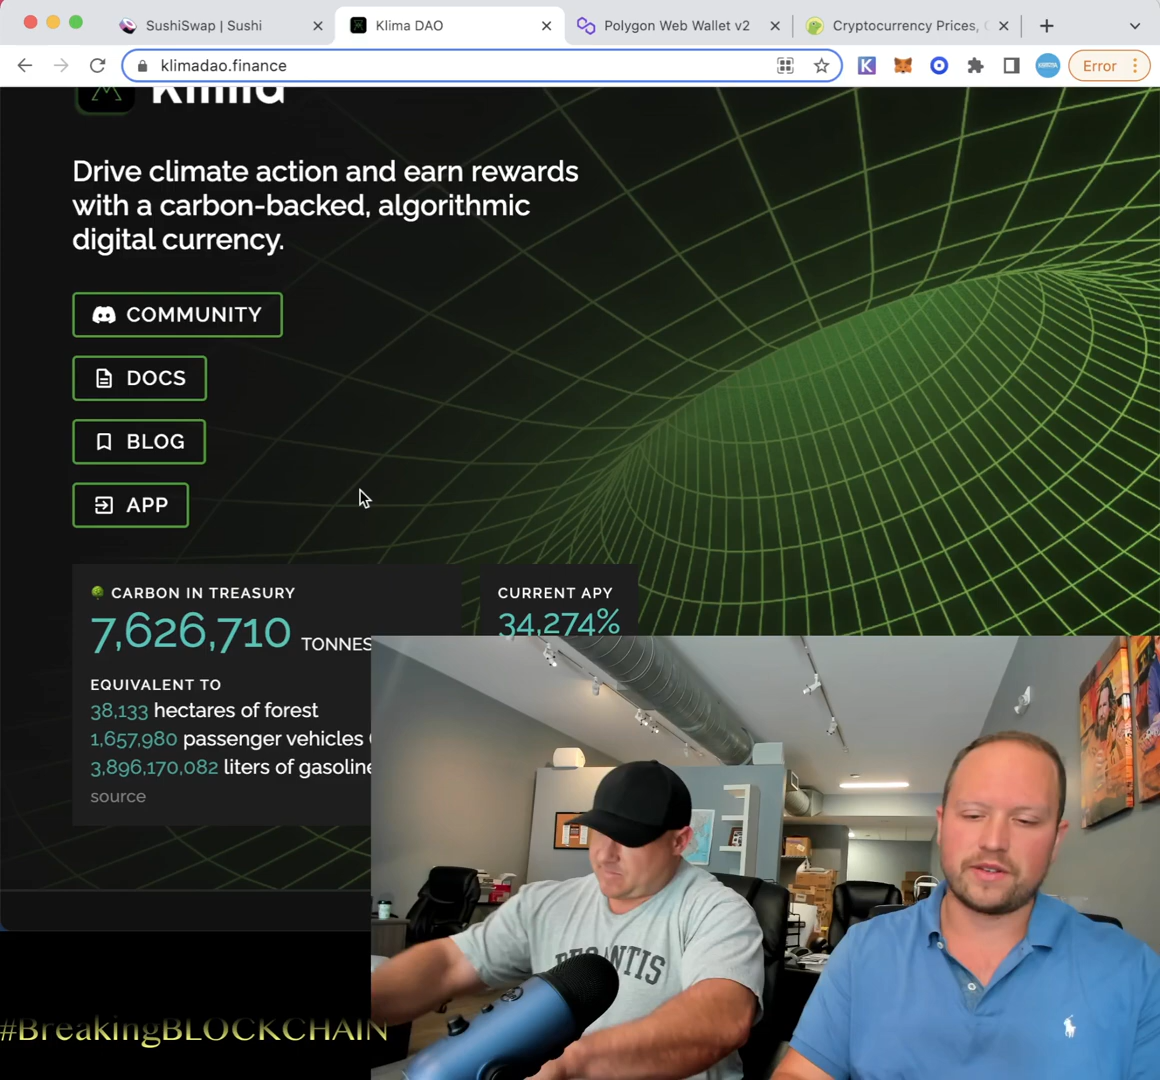 SushiSwap | Sushi
Klima DAO
Polygon Web Wallet v2
Cryptocurrency Prices,
klimadao.finance
Error
Klima
Drive climate action and earn rewards
with a carbon-backed, algorithmic
digital currency.
COMMUNITY
DOCS
BLOG
APP
CARBON IN TREASURY
7,626,710 TONNES
EQUIVALENT TO
38,133 hectares of forest
1,657,980 passenger vehicles
3,896,170,082 liters of gasoline
source
CURRENT APY
34,274%
#BreakingBLOCKCHAIN